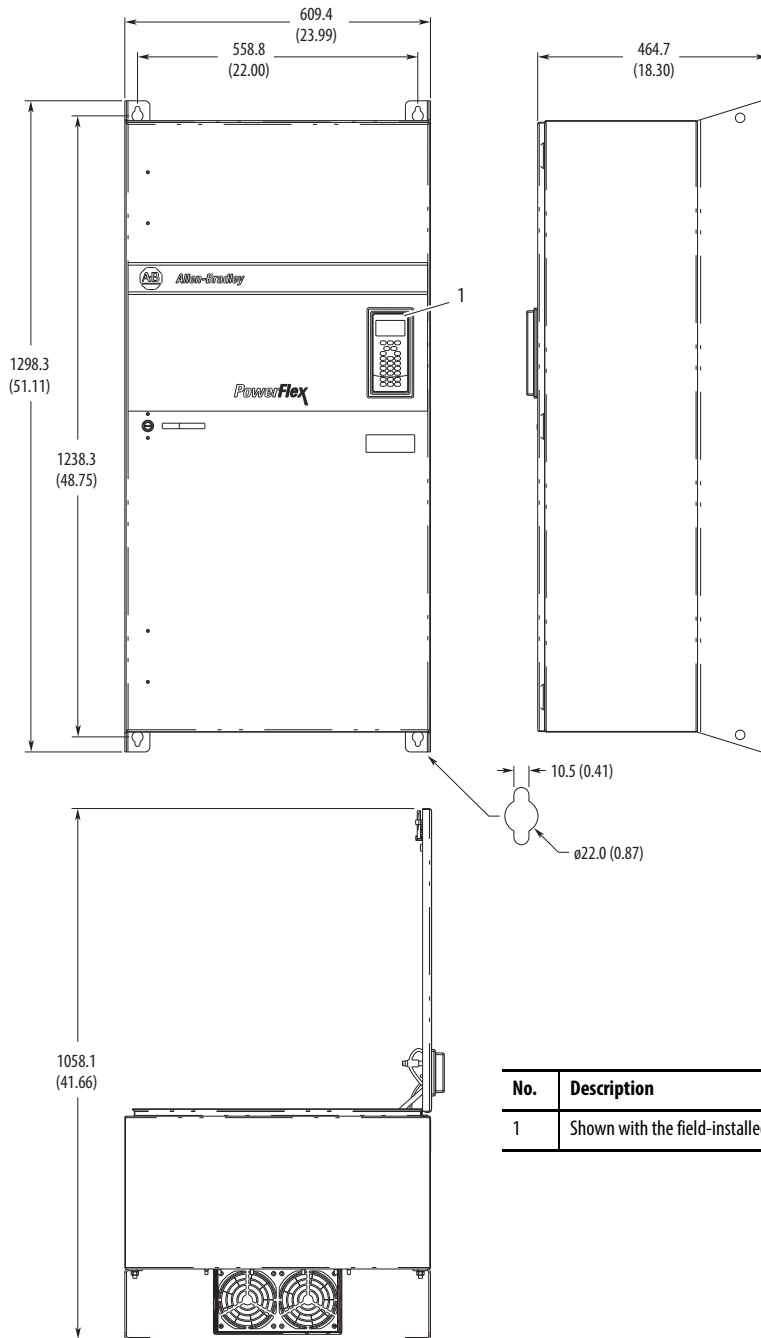 609.4
(23.99)
558.8
(22.00)
464.7
(18.30)
AB Allen-Bradley
1
1298.3
(51.11)
PowerFlex
1238.3
(48.75)
10.5 (0.41)
ø22.0 (0.87)
1058.1
(41.66)
No. Description
1 Shown with the field-installed